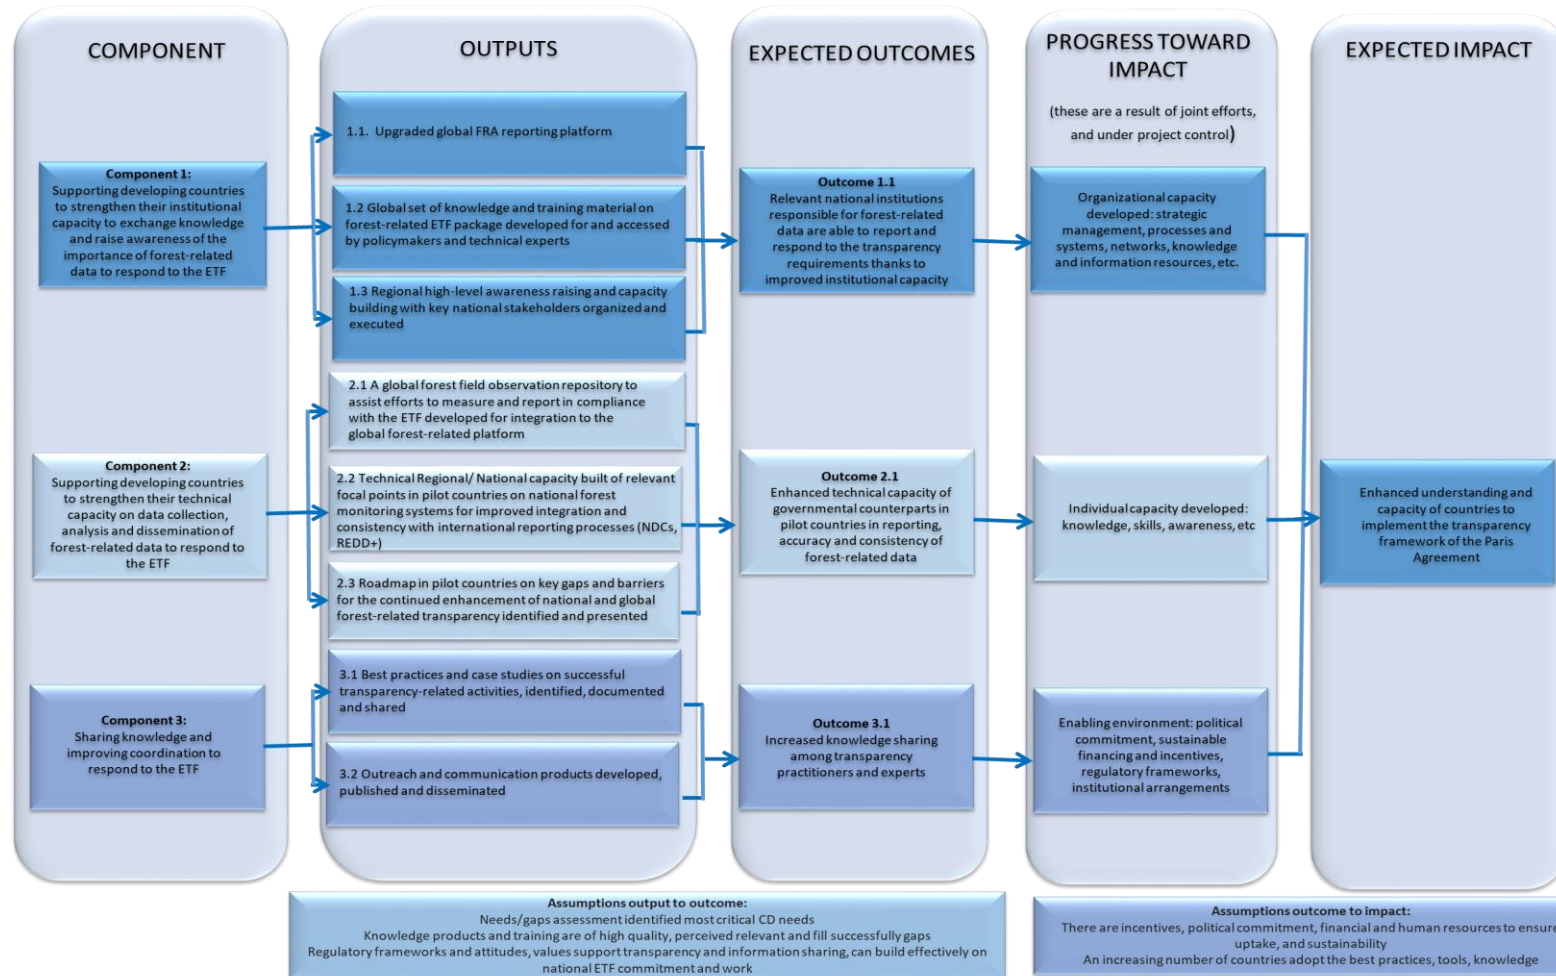 COMPONENT
Component 1:
Supporting developing countries
to strengthen their institutional
capacity to exchange knowledge
and raise awareness of the
importance of forest-related
data to respond to the ETF
Component 2:
Supporting developing countries
to strengthen their technical
capacity on data collection,
analysis and dissemination of
forest-related data to respond to
the ETF
Component 3:
Sharing knowledge and
improving coordination to
respond to the ETF
OUTPUTS
1.1. Upgraded global FRA reporting platform
1.2 Global set of knowledge and training material on
forest-related ETF package developed for and accessed
by policymakers and technical experts
1.3 Regional high-level awareness raising and capacity
building with key national stakeholders organized and
executed
2.1 A global forest field observation repository to
assist efforts to measure and report in compliance
with the ETF developed for integration to the
global forest-related platform
2.2 Technical Regional/ National capacity built of relevant
focal points in pilot countries on national forest
monitoring systems for improved integration and
consistency with international reporting processes (NDCs,
REDD+)
2.3 Roadmap in pilot countries on key gaps and barriers
for the continued enhancement of national and global
forest-related transparency identified and presented
3.1 Best practices and case studies on successful
transparency-related activities, identified, documented
and shared
3.2 Outreach and communication products developed,
published and disseminated
EXPECTED OUTCOMES
Outcome 1.1
Relevant national institutions
responsible for forest-related
data are able to report and
respond to the transparency
requirements thanks to
improved institutional capacity
Outcome 2.1
Enhanced technical capacity of
governmental counterparts in
pilot countries in reporting,
accuracy and consistency of
forest-related data
Outcome 3.1
Increased knowledge sharing
among transparency
practitioners and experts
PROGRESS TOWARD
IMPACT
(these are a result of joint efforts,
and under project control)
Organizational capacity
developed: strategic
management, processes and
systems, networks, knowledge
and information resources, etc.
Individual capacity developed:
knowledge, skills, awareness, etc
Enabling environment: political
commitment, sustainable
financing and incentives,
regulatory frameworks,
institutional arrangements
EXPECTED IMPACT
Enhanced understanding and
capacity of countries to
implement the transparency
framework of the Paris
Agreement
Assumptions output to outcome:
Needs/gaps assessment identified most critical CD needs
Knowledge products and training are of high quality, perceived relevant and fill successfully gaps
Regulatory frameworks and attitudes, values support transparency and information sharing, can build effectively on
national ETF commitment and work
Assumptions outcome to impact:
There are incentives, political commitment, financial and human resources to ensure
uptake, and sustainability
An increasing number of countries adopt the best practices, tools, knowledge